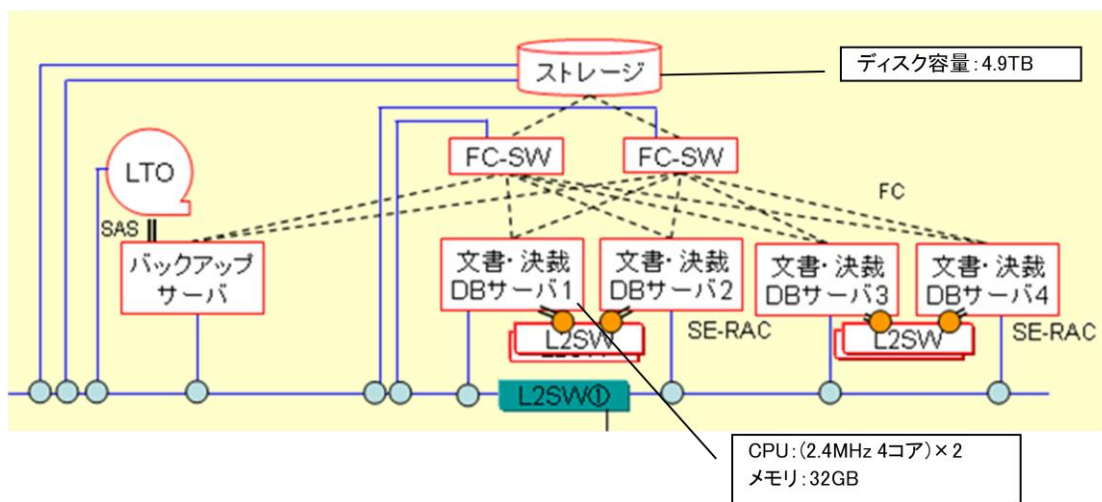 ストレージ
ディスク容量：4.9TB
FC-SW
FC-SW
LTO
FC
SAS
バックアップ
サーバ
文書・決裁
DBサーバ1
文書・決裁
DBサーバ2
文書・決裁
DBサーバ3
文書・決裁
DBサーバ4
L2SW
SE-RAC
L2SW
SE-RAC
L2SW①
CPU：(2.4MHz 4コア)×2
メモリ：32GB